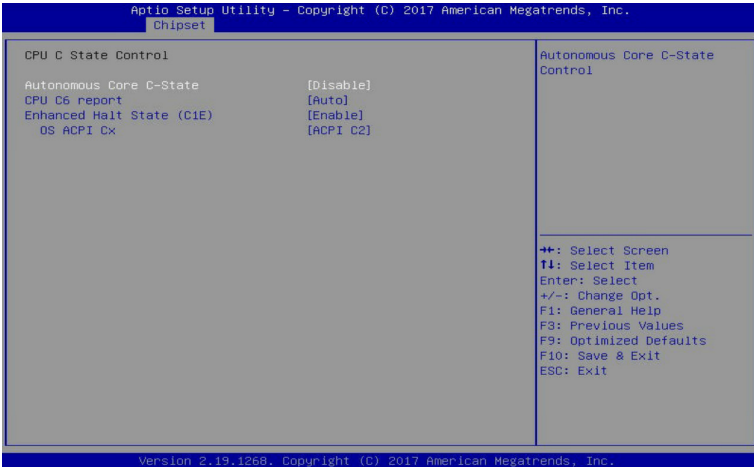 Aptio Setup Utility – Copyright (C) 2017 American Megatrends, Inc.
Chipset
CPU C State Control
Autonomous Core C-State [Disable]
CPU C6 report [Auto]
Enhanced Halt State (C1E) [Enable]
OS ACPI Cx [ACPI C2]
Autonomous Core C-State
Control
→←: Select Screen
↑↓: Select Item
Enter: Select
+/-: Change Opt.
F1: General Help
F3: Previous Values
F9: Optimized Defaults
F10: Save & Exit
ESC: Exit
Version 2.19.1268. Copyright (C) 2017 American Megatrends, Inc.